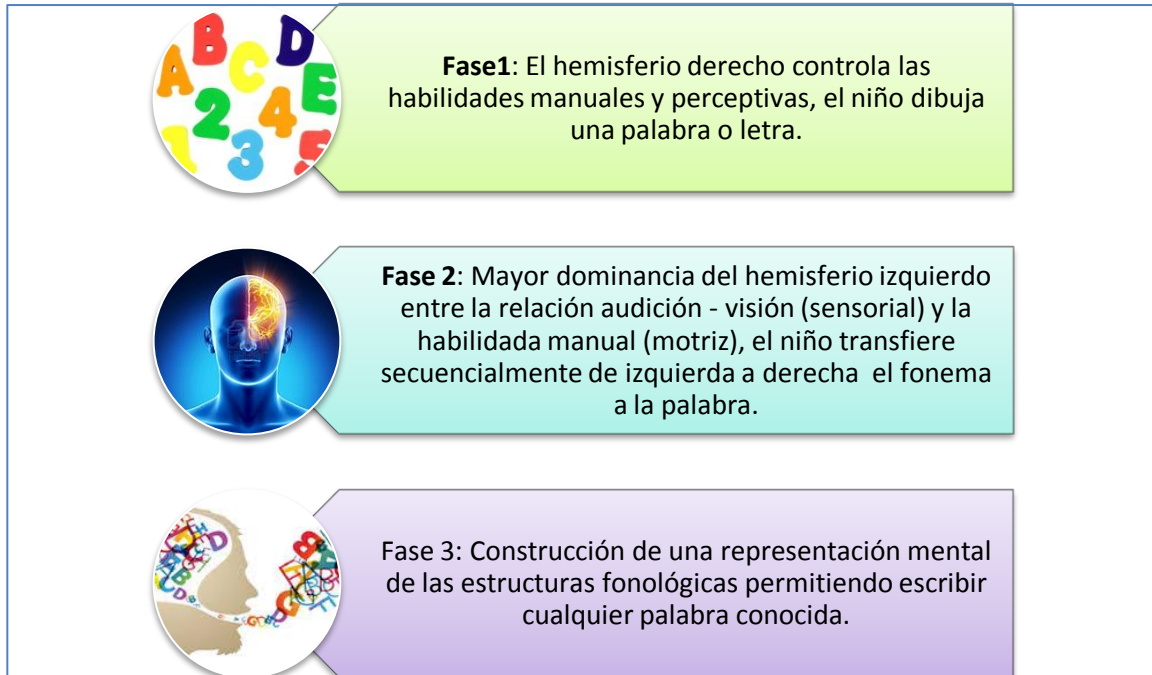 Fase1: El hemisferio derecho controla las
habilidades manuales y perceptivas, el niño dibuja
una palabra o letra.
Fase 2: Mayor dominancia del hemisferio izquierdo
entre la relación audición - visión (sensorial) y la
habilidada manual (motriz), el niño transfiere
secuencialmente de izquierda a derecha el fonema
a la palabra.
Fase 3: Construcción de una representación mental
de las estructuras fonológicas permitiendo escribir
cualquier palabra conocida.